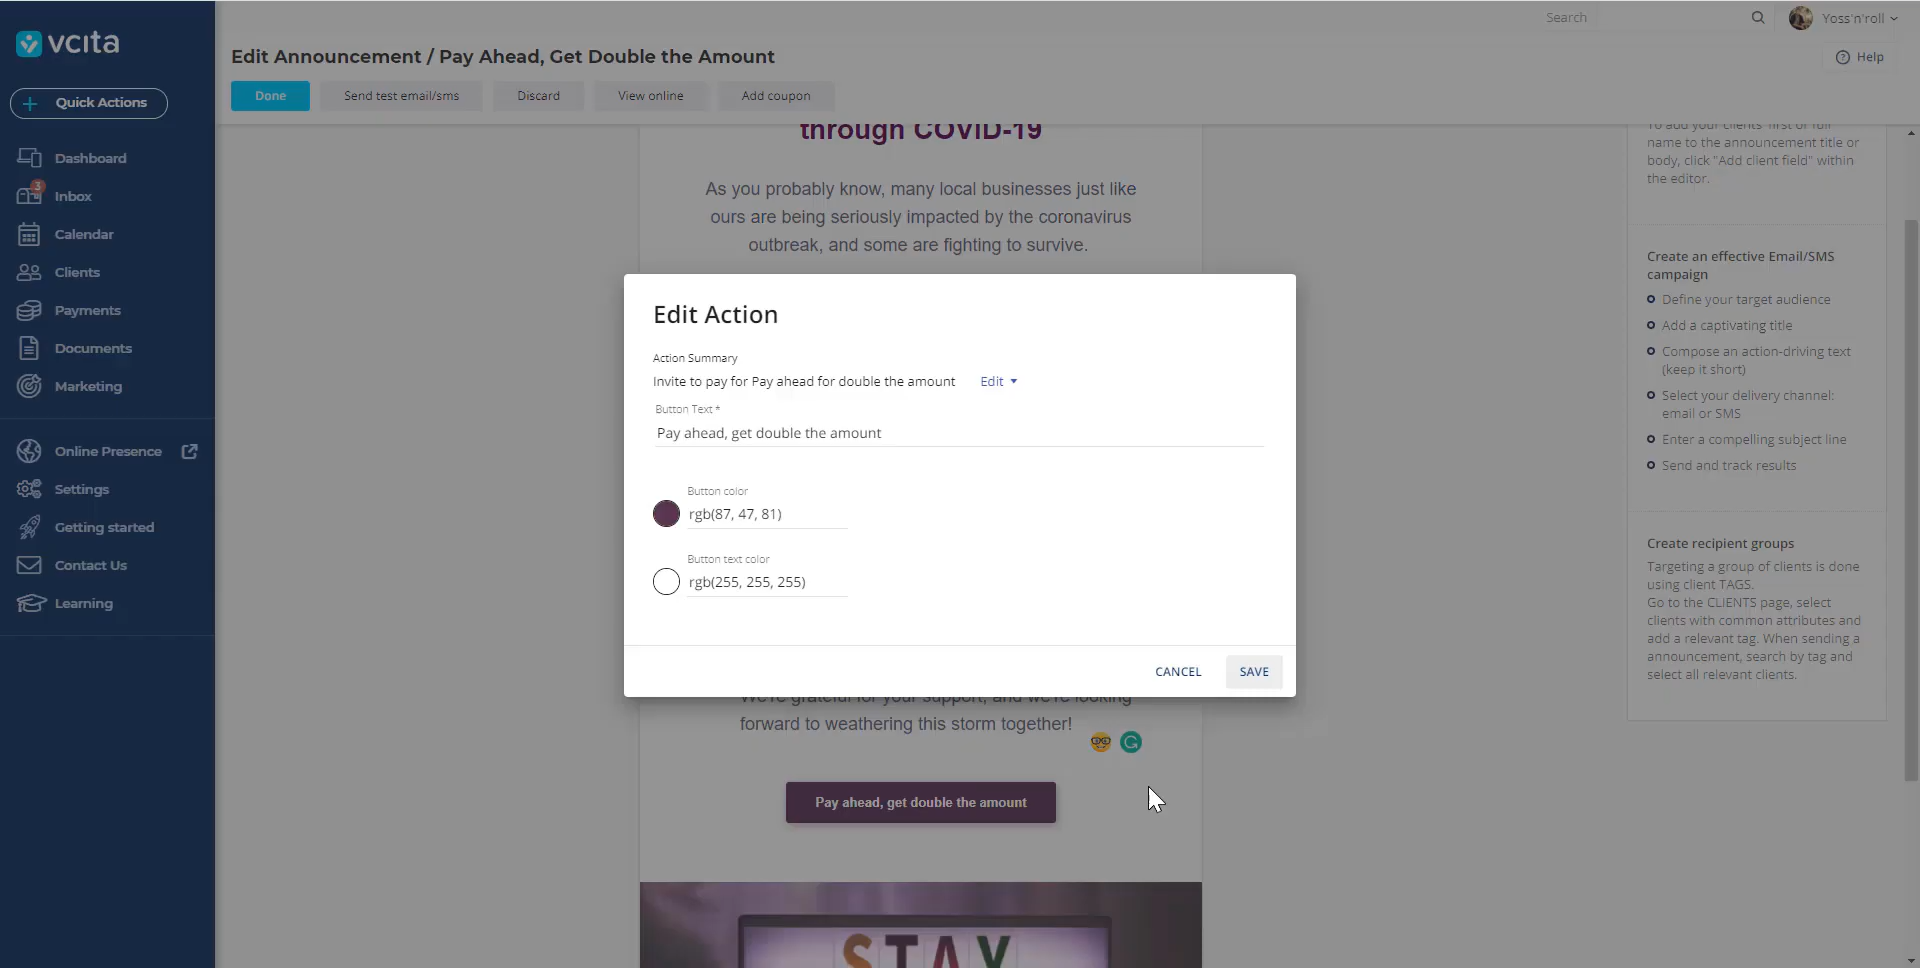 vcita
Quick Actions
Dashboard
3
Inbox
Calendar
Clients
Payments
Documents
Marketing
Online Presence
Settings
Getting started
Contact Us
Learning
Search
Yoss'n'roll
Edit Announcement / Pay Ahead, Get Double the Amount
Help
Done
Send test email/sms
Discard
View online
Add coupon
through COVID-19
As you probably know, many local businesses just like
ours are being seriously impacted by the coronavirus
outbreak, and some are fighting to survive.
Edit Action
Action Summary
Invite to pay for Pay ahead for double the amount
Edit
Button Text *
Pay ahead, get double the amount
Button color
rgb(87, 47, 81)
Button text color
rgb(255, 255, 255)
CANCEL
SAVE
We're grateful for your support, and we're looking
forward to weathering this storm together!
Pay ahead, get double the amount
STAY
To add your clients' first or full
name to the announcement title or
body, click "Add client field" within
the editor.
Create an effective Email/SMS
campaign
Define your target audience
Add a captivating title
Compose an action-driving text
(keep it short)
Select your delivery channel:
email or SMS
Enter a compelling subject line
Send and track results
Create recipient groups
Targeting a group of clients is done
using client TAGS.
Go to the CLIENTS page, select
clients with common attributes and
add a relevant tag. When sending a
announcement, search by tag and
select all relevant clients.